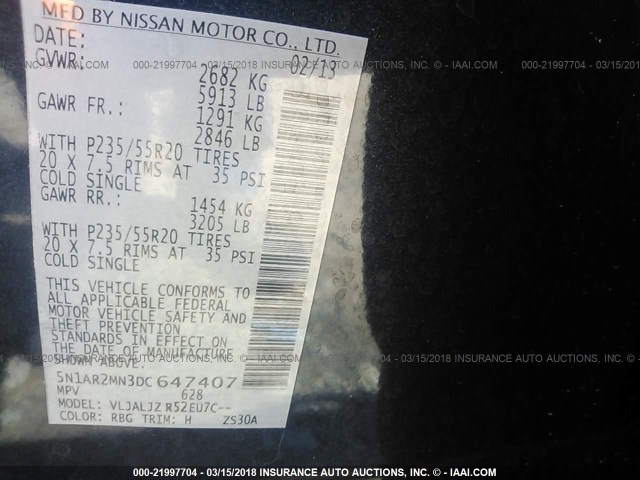 MFD BY NISSAN MOTOR CO., LTD.
DATE: 02/13
GVWR: 2682 KG
5913 LB
GAWR FR.: 1291 KG
2846 LB
WITH P235/55R20 TIRES
20 X 7.5 RIMS AT 35 PSI
COLD SINGLE
GAWR RR.: 1454 KG
3205 LB
WITH P235/55R20 TIRES
20 X 7.5 RIMS AT 35 PSI
COLD SINGLE
THIS VEHICLE CONFORMS TO
ALL APPLICABLE FEDERAL
MOTOR VEHICLE SAFETY AND
THEFT PREVENTION
STANDARDS IN EFFECT ON
THE DATE OF MANUFACTURE
SHOWN ABOVE.
5N1AR2MN3DC647407
MPV 628
MODEL: VLJALJZ R52EU7C--
COLOR: RBG TRIM: H ZS30A
000-21997704 - 03/15/2018 INSURANCE AUTO AUCTIONS, INC. - © - IAAI.COM